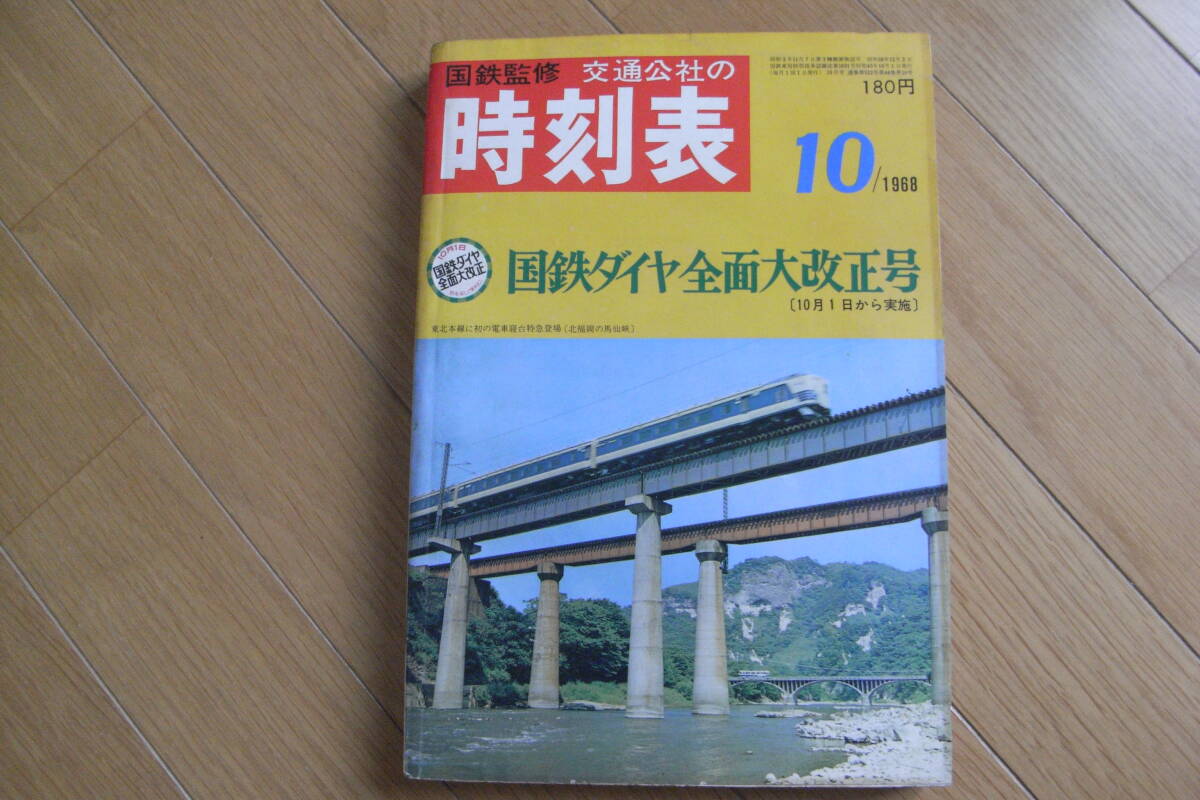 国鉄監修 交通公社の
時刻表
180円
10/1968
10月1日
国鉄ダイヤ
全面大改正
国鉄ダイヤ全面大改正号
〔10月1日から実施〕
東北本線に初の電車寝台特急登場〔北福岡の馬仙峡〕